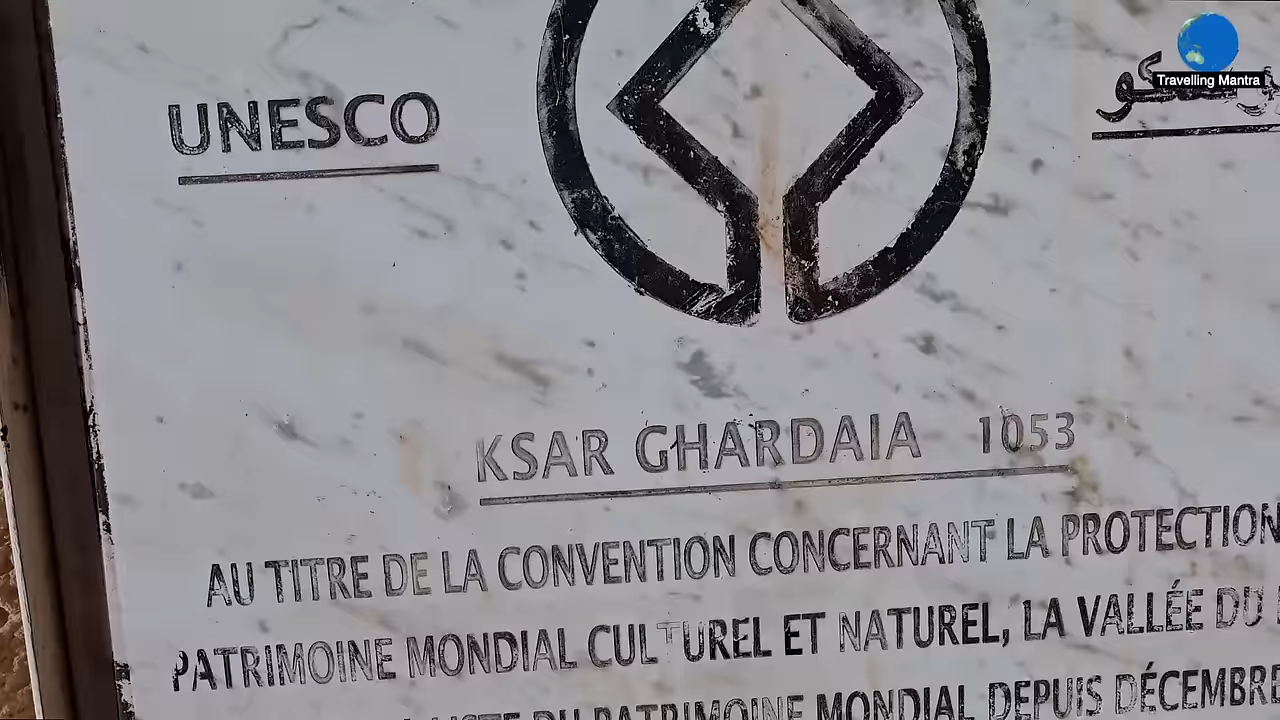 Travelling Mantra
UNESCO
KSAR GHARDAIA 1053
AU TITRE DE LA CONVENTION CONCERNANT LA PROTECTION
PATRIMOINE MONDIAL CULTUREL ET NATUREL, LA VALLÉE DU
DU PATRIMOINE MONDIAL DEPUIS DÉCEMBRE